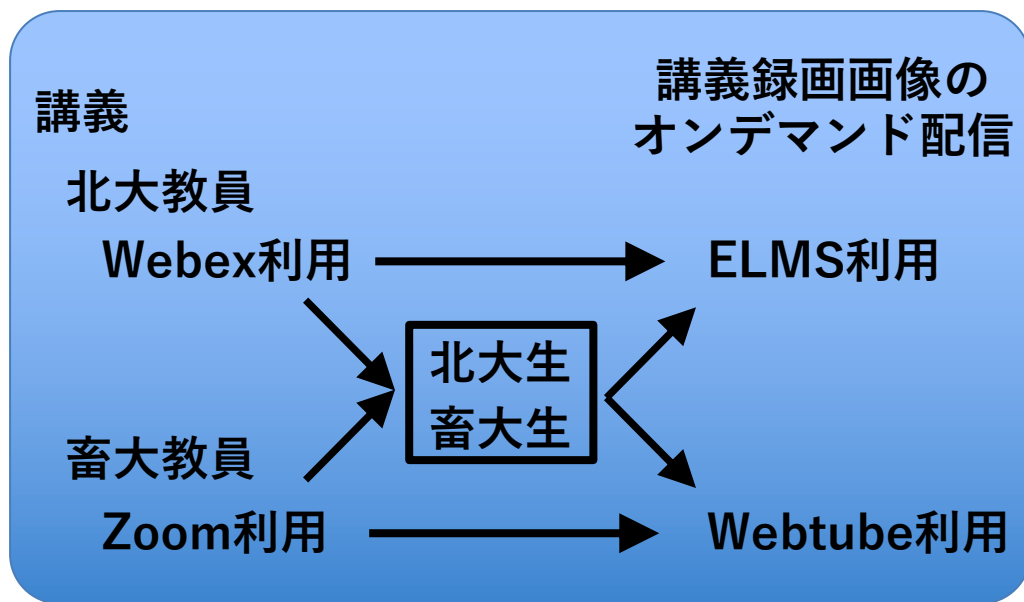 講義
北大教員
Webex利用
畜大教員
Zoom利用
北大生
畜大生
講義録画画像の
オンデマンド配信
ELMS利用
Webtube利用